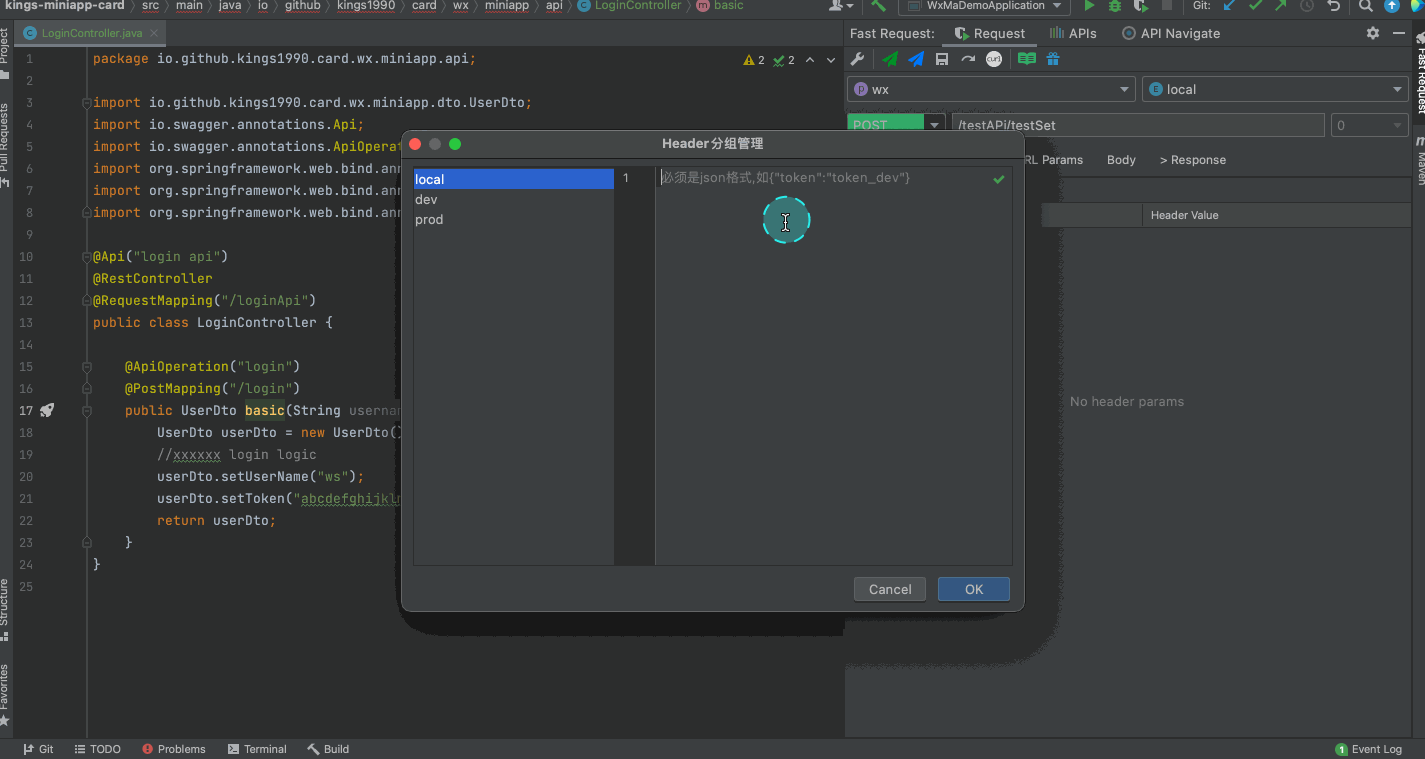 kings-miniapp-card 〉 src 〉 main 〉 java 〉 io 〉 github 〉 kings1990 〉 card 〉 wx 〉 miniapp 〉 api 〉 LoginController 〉 basic
WxMaDemoApplication
Git:
LoginController.java
Project
Pull Requests
Structure
Favorites
2 2
1 package io.github.kings1990.card.wx.miniapp.api;
2
3 import io.github.kings1990.card.wx.miniapp.dto.UserDto;
4 import io.swagger.annotations.Api;
5 import io.swagger.annotations.ApiOperat
6 import org.springframework.web.bind.ann
7 import org.springframework.web.bind.ann
8 import org.springframework.web.bind.ann
9
10 @Api("login api")
11 @RestController
12 @RequestMapping("/loginApi")
13 public class LoginController {
14
15 @ApiOperation("login")
16 @PostMapping("/login")
17 public UserDto basic(String usernam
18 UserDto userDto = new UserDto()
19 //xxxxxx login logic
20 userDto.setUserName("ws");
21 userDto.setToken("abcdefghijklm
22 return userDto;
23 }
24 }
25
Header分组管理
local
dev
prod
1 必须是json格式,如{"token":"token_dev"}
Cancel OK
Fast Request: Request APIs API Navigate
curl
wx local
POST /testAPi/testSet 0
RL Params Body > Response
Header Value
No header params
Fast Request
Maven
Git TODO Problems Terminal Build
1 Event Log